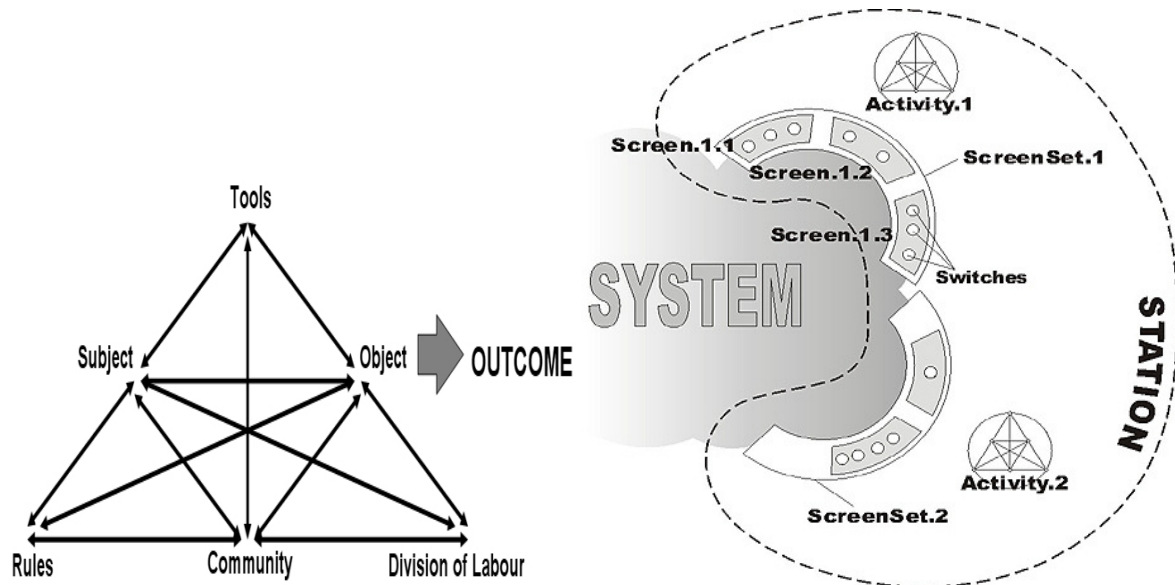 Tools
Subject
Object
OUTCOME
Rules
Community
Division of Labour
Activity.1
Screen.1.1
Screen.1.2
ScreenSet.1
Screen.1.3
Switches
SYSTEM
STATION
Activity.2
ScreenSet.2